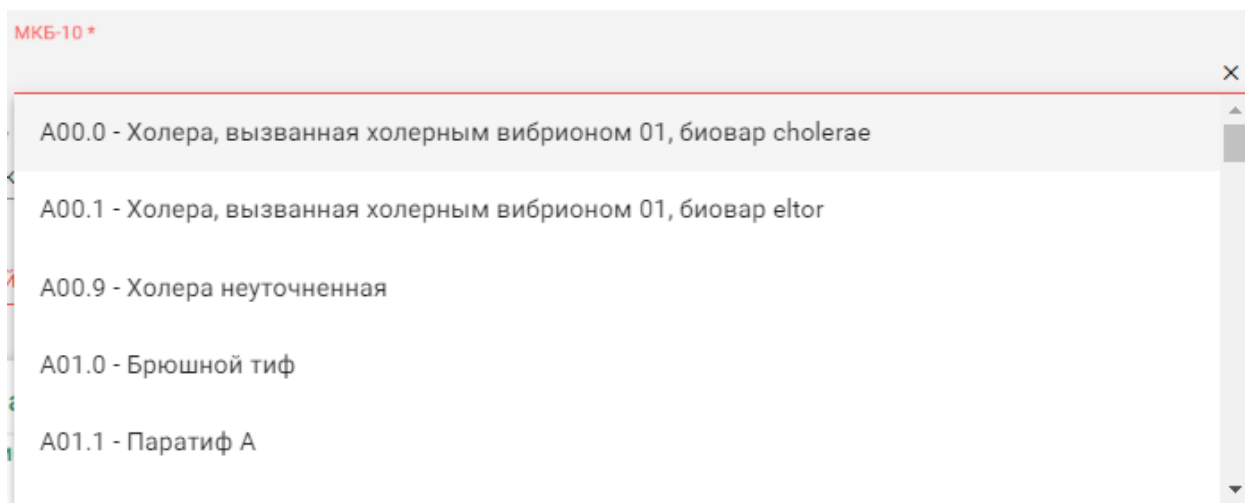 МКБ-10 *
A00.0 - Холера, вызванная холерным вибрионом 01, биовар cholerae
A00.1 - Холера, вызванная холерным вибрионом 01, биовар eltor
A00.9 - Холера неуточненная
A01.0 - Брюшной тиф
A01.1 - Паратиф A